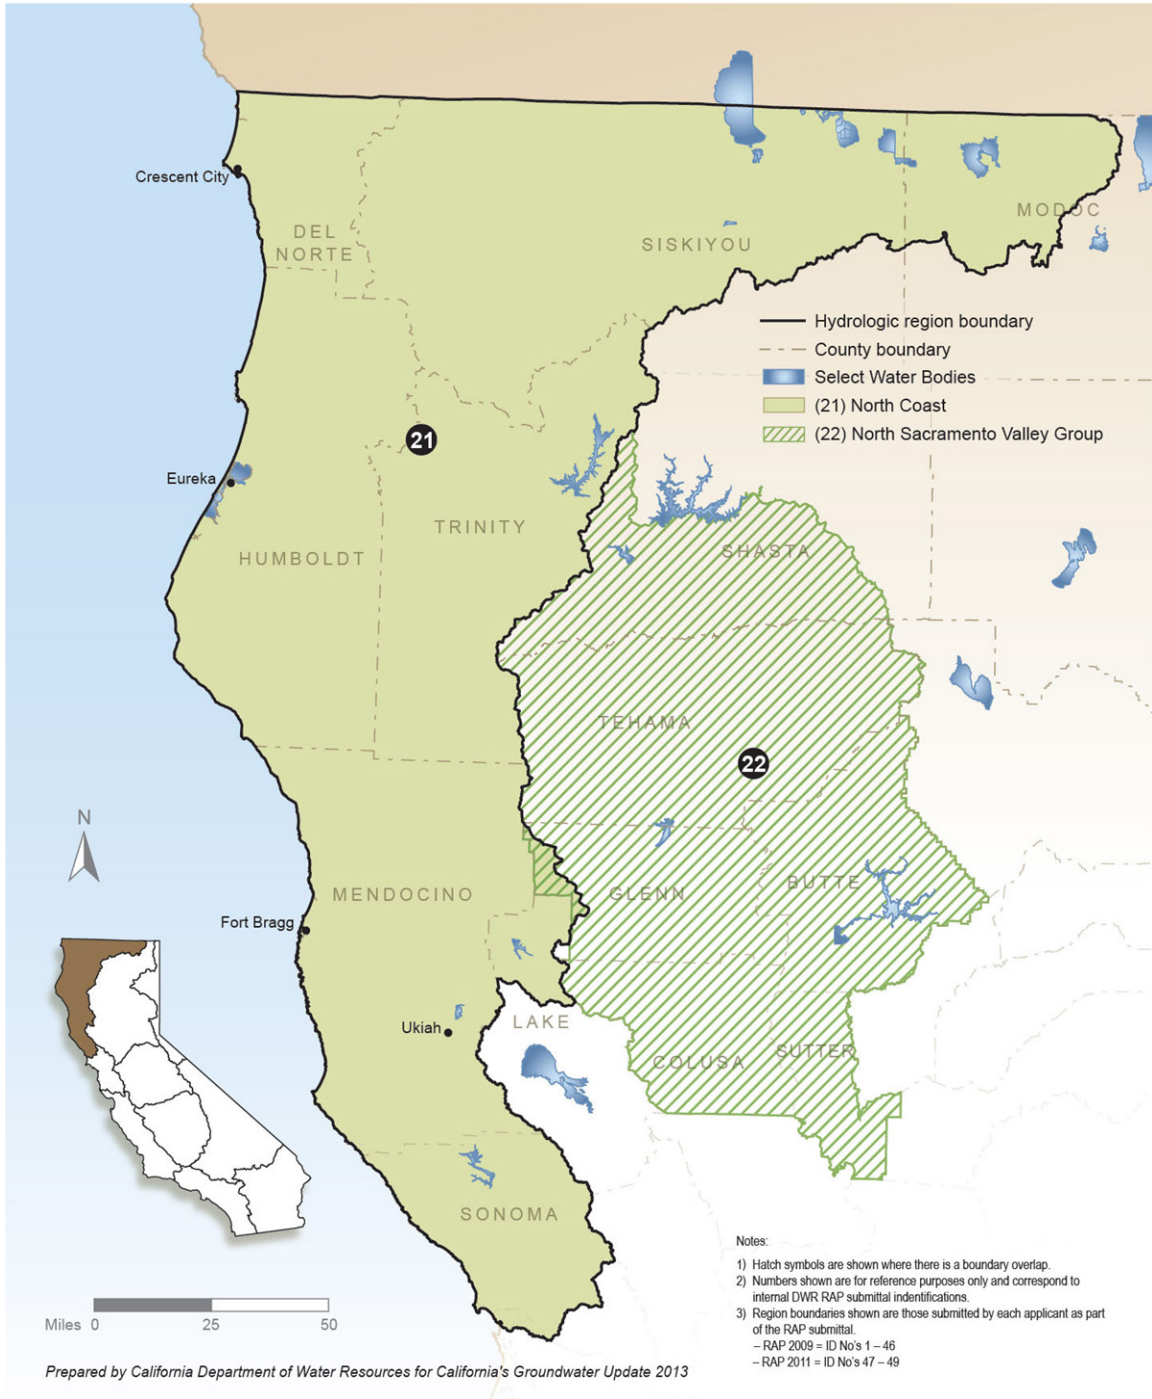 Crescent City
DEL
NORTE
SISKIYOU
MODOC
Hydrologic region boundary
County boundary
Select Water Bodies
(21) North Coast
(22) North Sacramento Valley Group
21
Eureka
TRINITY
HUMBOLDT
SHASTA
TEHAMA
22
N
MENDOCINO
GLENN
BUTTE
Fort Bragg
Ukiah
LAKE
COLUSA
SUTTER
SONOMA
Notes:
1) Hatch symbols are shown where there is a boundary overlap.
2) Numbers shown are for reference purposes only and correspond to
internal DWR RAP submittal indentifications.
3) Region boundaries shown are those submitted by each applicant as part
of the RAP submittal.
– RAP 2009 = ID No's 1 – 46
– RAP 2011 = ID No's 47 – 49
Miles 0 25 50
Prepared by California Department of Water Resources for California's Groundwater Update 2013